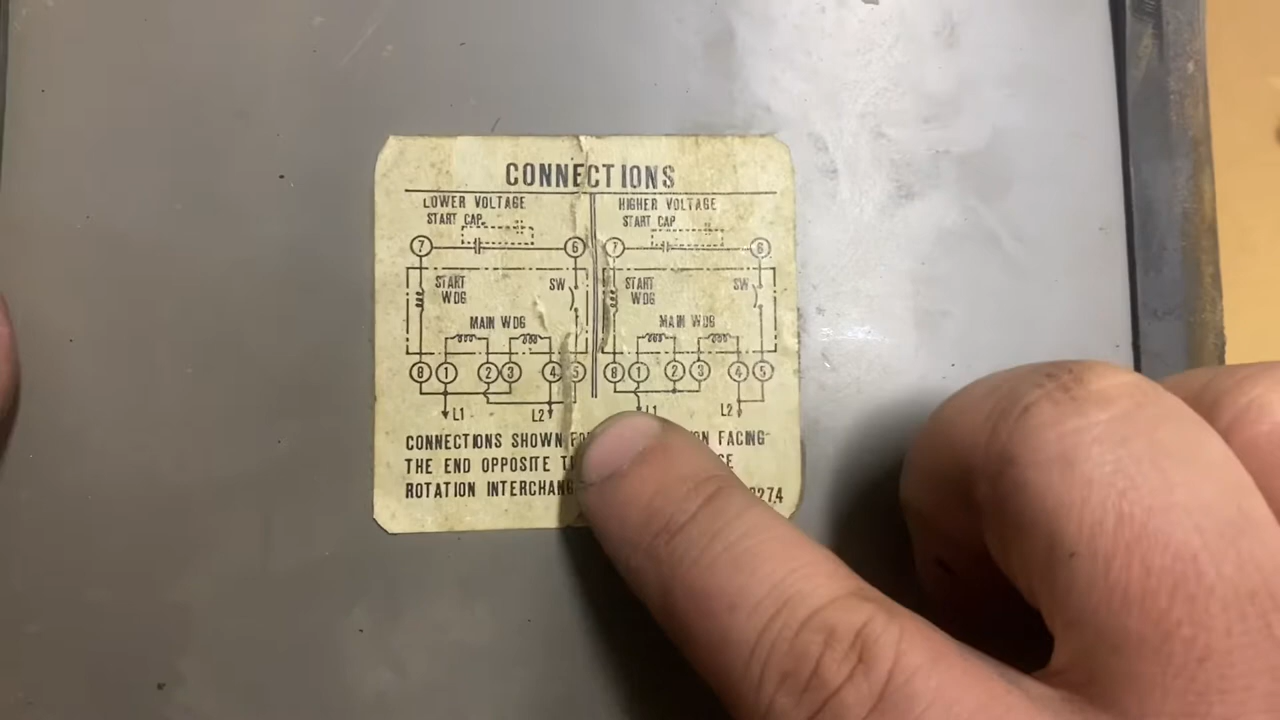 CONNECTIONS
LOWER VOLTAGE
START CAP.
7 6
START WDG
SW
MAIN WDG
8 1 2 3 4 5
L1 L2
HIGHER VOLTAGE
START CAP
7 6
START WDG
SW
MAIN WDG
8 1 2 3 4 5
L1 L2
CONNECTIONS SHOWN FACING
THE END OPPOSITE
ROTATION